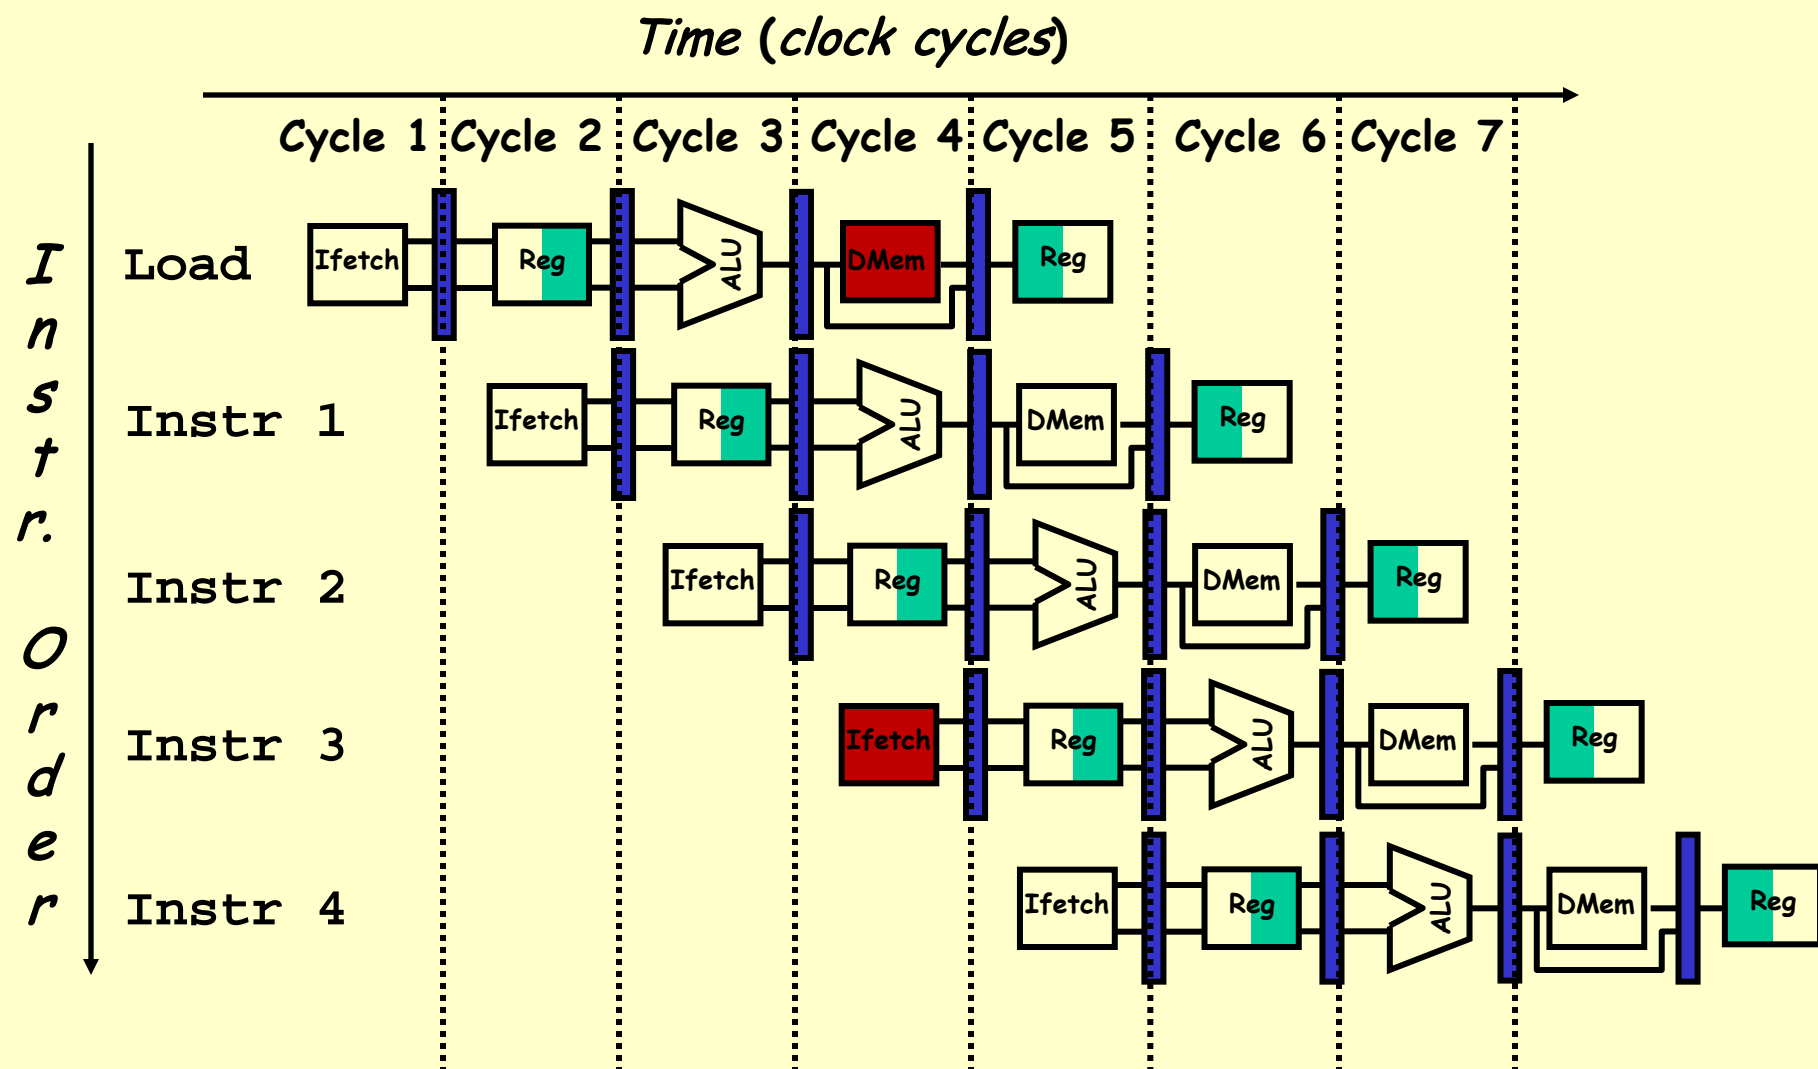 Time (clock cycles)
Cycle 1 Cycle 2 Cycle 3 Cycle 4 Cycle 5 Cycle 6 Cycle 7
Instr. Order
Load Ifetch Reg ALU DMem Reg
Instr 1 Ifetch Reg ALU DMem Reg
Instr 2 Ifetch Reg ALU DMem Reg
Instr 3 Ifetch Reg ALU DMem Reg
Instr 4 Ifetch Reg ALU DMem Reg